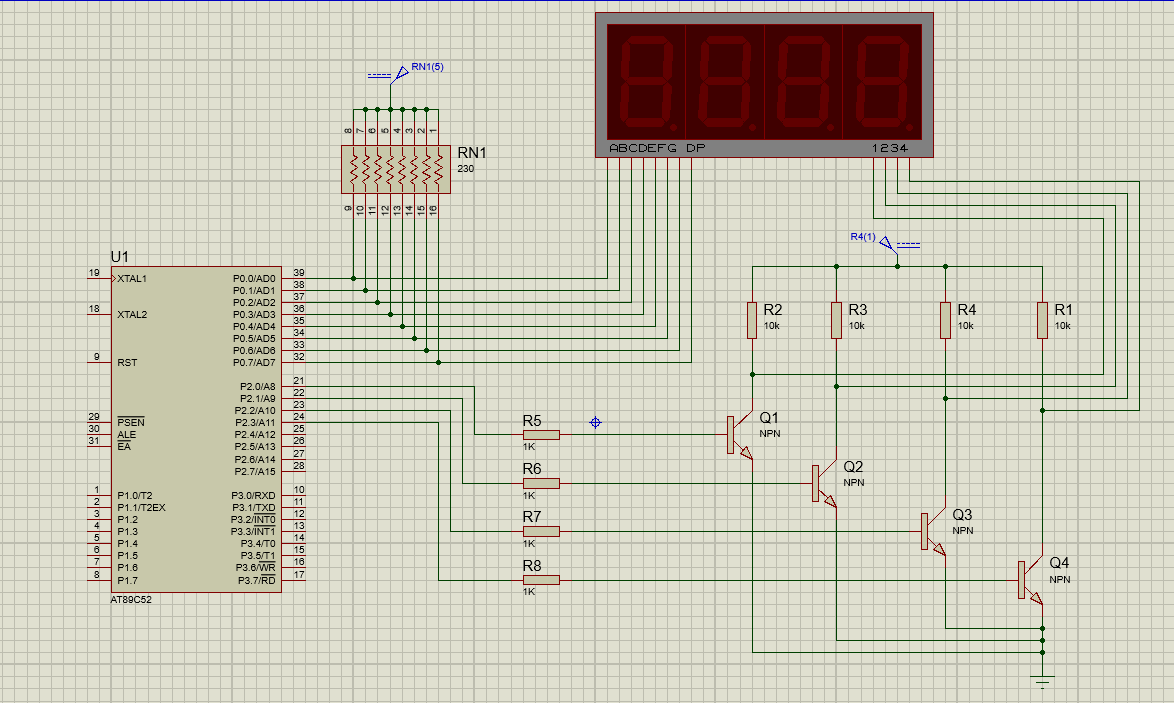 RN1(5)
8 7 6 5 4 3 2 1
RN1
230
9 10 11 12 13 14 15 16
ABCDEFG DP
1234
R4(1)
R2
10k
R3
10k
R4
10k
R1
10k
U1
19 XTAL1
18 XTAL2
9 RST
29 PSEN
30 ALE
31 EA
1 P1.0/T2
2 P1.1/T2EX
3 P1.2
4 P1.3
5 P1.4
6 P1.5
7 P1.6
8 P1.7
P0.0/AD0 39
P0.1/AD1 38
P0.2/AD2 37
P0.3/AD3 36
P0.4/AD4 35
P0.5/AD5 34
P0.6/AD6 33
P0.7/AD7 32
P2.0/A8 21
P2.1/A9 22
P2.2/A10 23
P2.3/A11 24
P2.4/A12 25
P2.5/A13 26
P2.6/A14 27
P2.7/A15 28
P3.0/RXD 10
P3.1/TXD 11
P3.2/INT0 12
P3.3/INT1 13
P3.4/T0 14
P3.5/T1 15
P3.6/WR 16
P3.7/RD 17
AT89C52
R5
1K
R6
1K
R7
1K
R8
1K
Q1
NPN
Q2
NPN
Q3
NPN
Q4
NPN